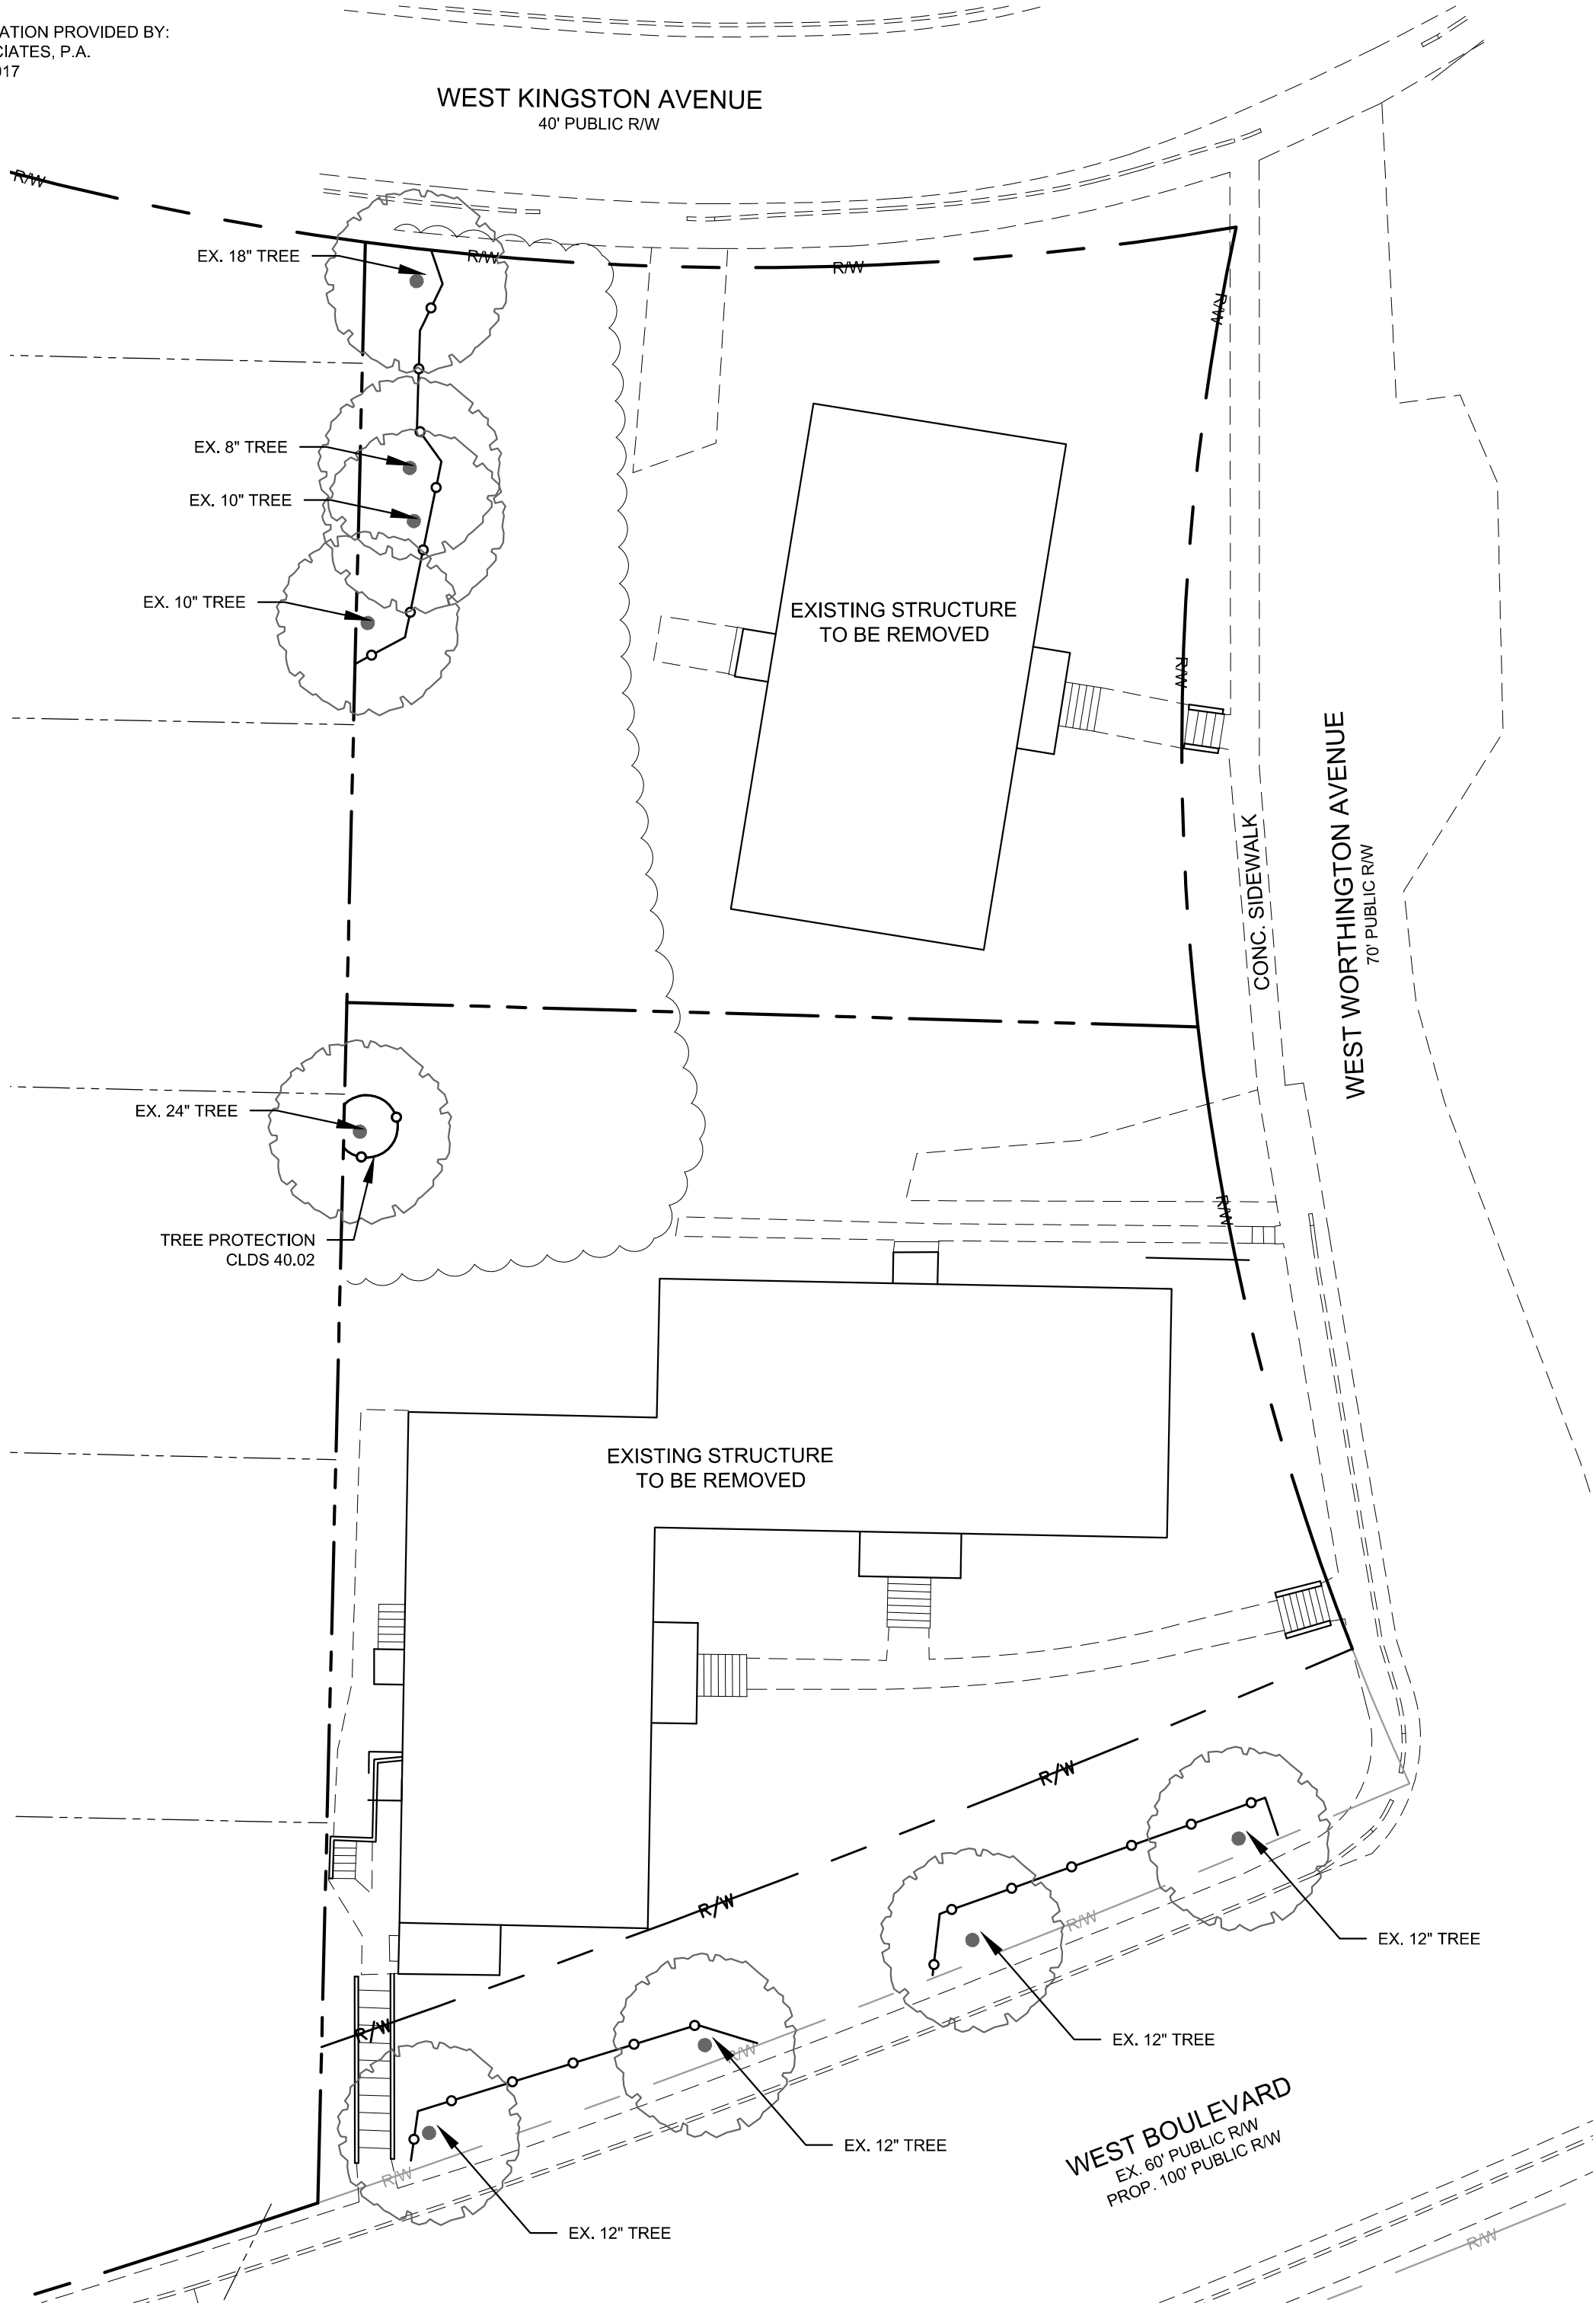 ATION PROVIDED BY:
CIATES, P.A.
017
WEST KINGSTON AVENUE
40' PUBLIC R/W
R/W
R/W
R/W
R/W
EX. 18" TREE
EX. 8" TREE
EX. 10" TREE
EX. 10" TREE
EXISTING STRUCTURE
TO BE REMOVED
R/W
CONC. SIDEWALK
WEST WORTHINGTON AVENUE
70' PUBLIC R/W
EX. 24" TREE
TREE PROTECTION
CLDS 40.02
R/W
EXISTING STRUCTURE
TO BE REMOVED
R/W
R/W
R/W
R/W
R/W
R/W
EX. 12" TREE
EX. 12" TREE
EX. 12" TREE
EX. 12" TREE
WEST BOULEVARD
EX. 60' PUBLIC R/W
PROP. 100' PUBLIC R/W
R/W